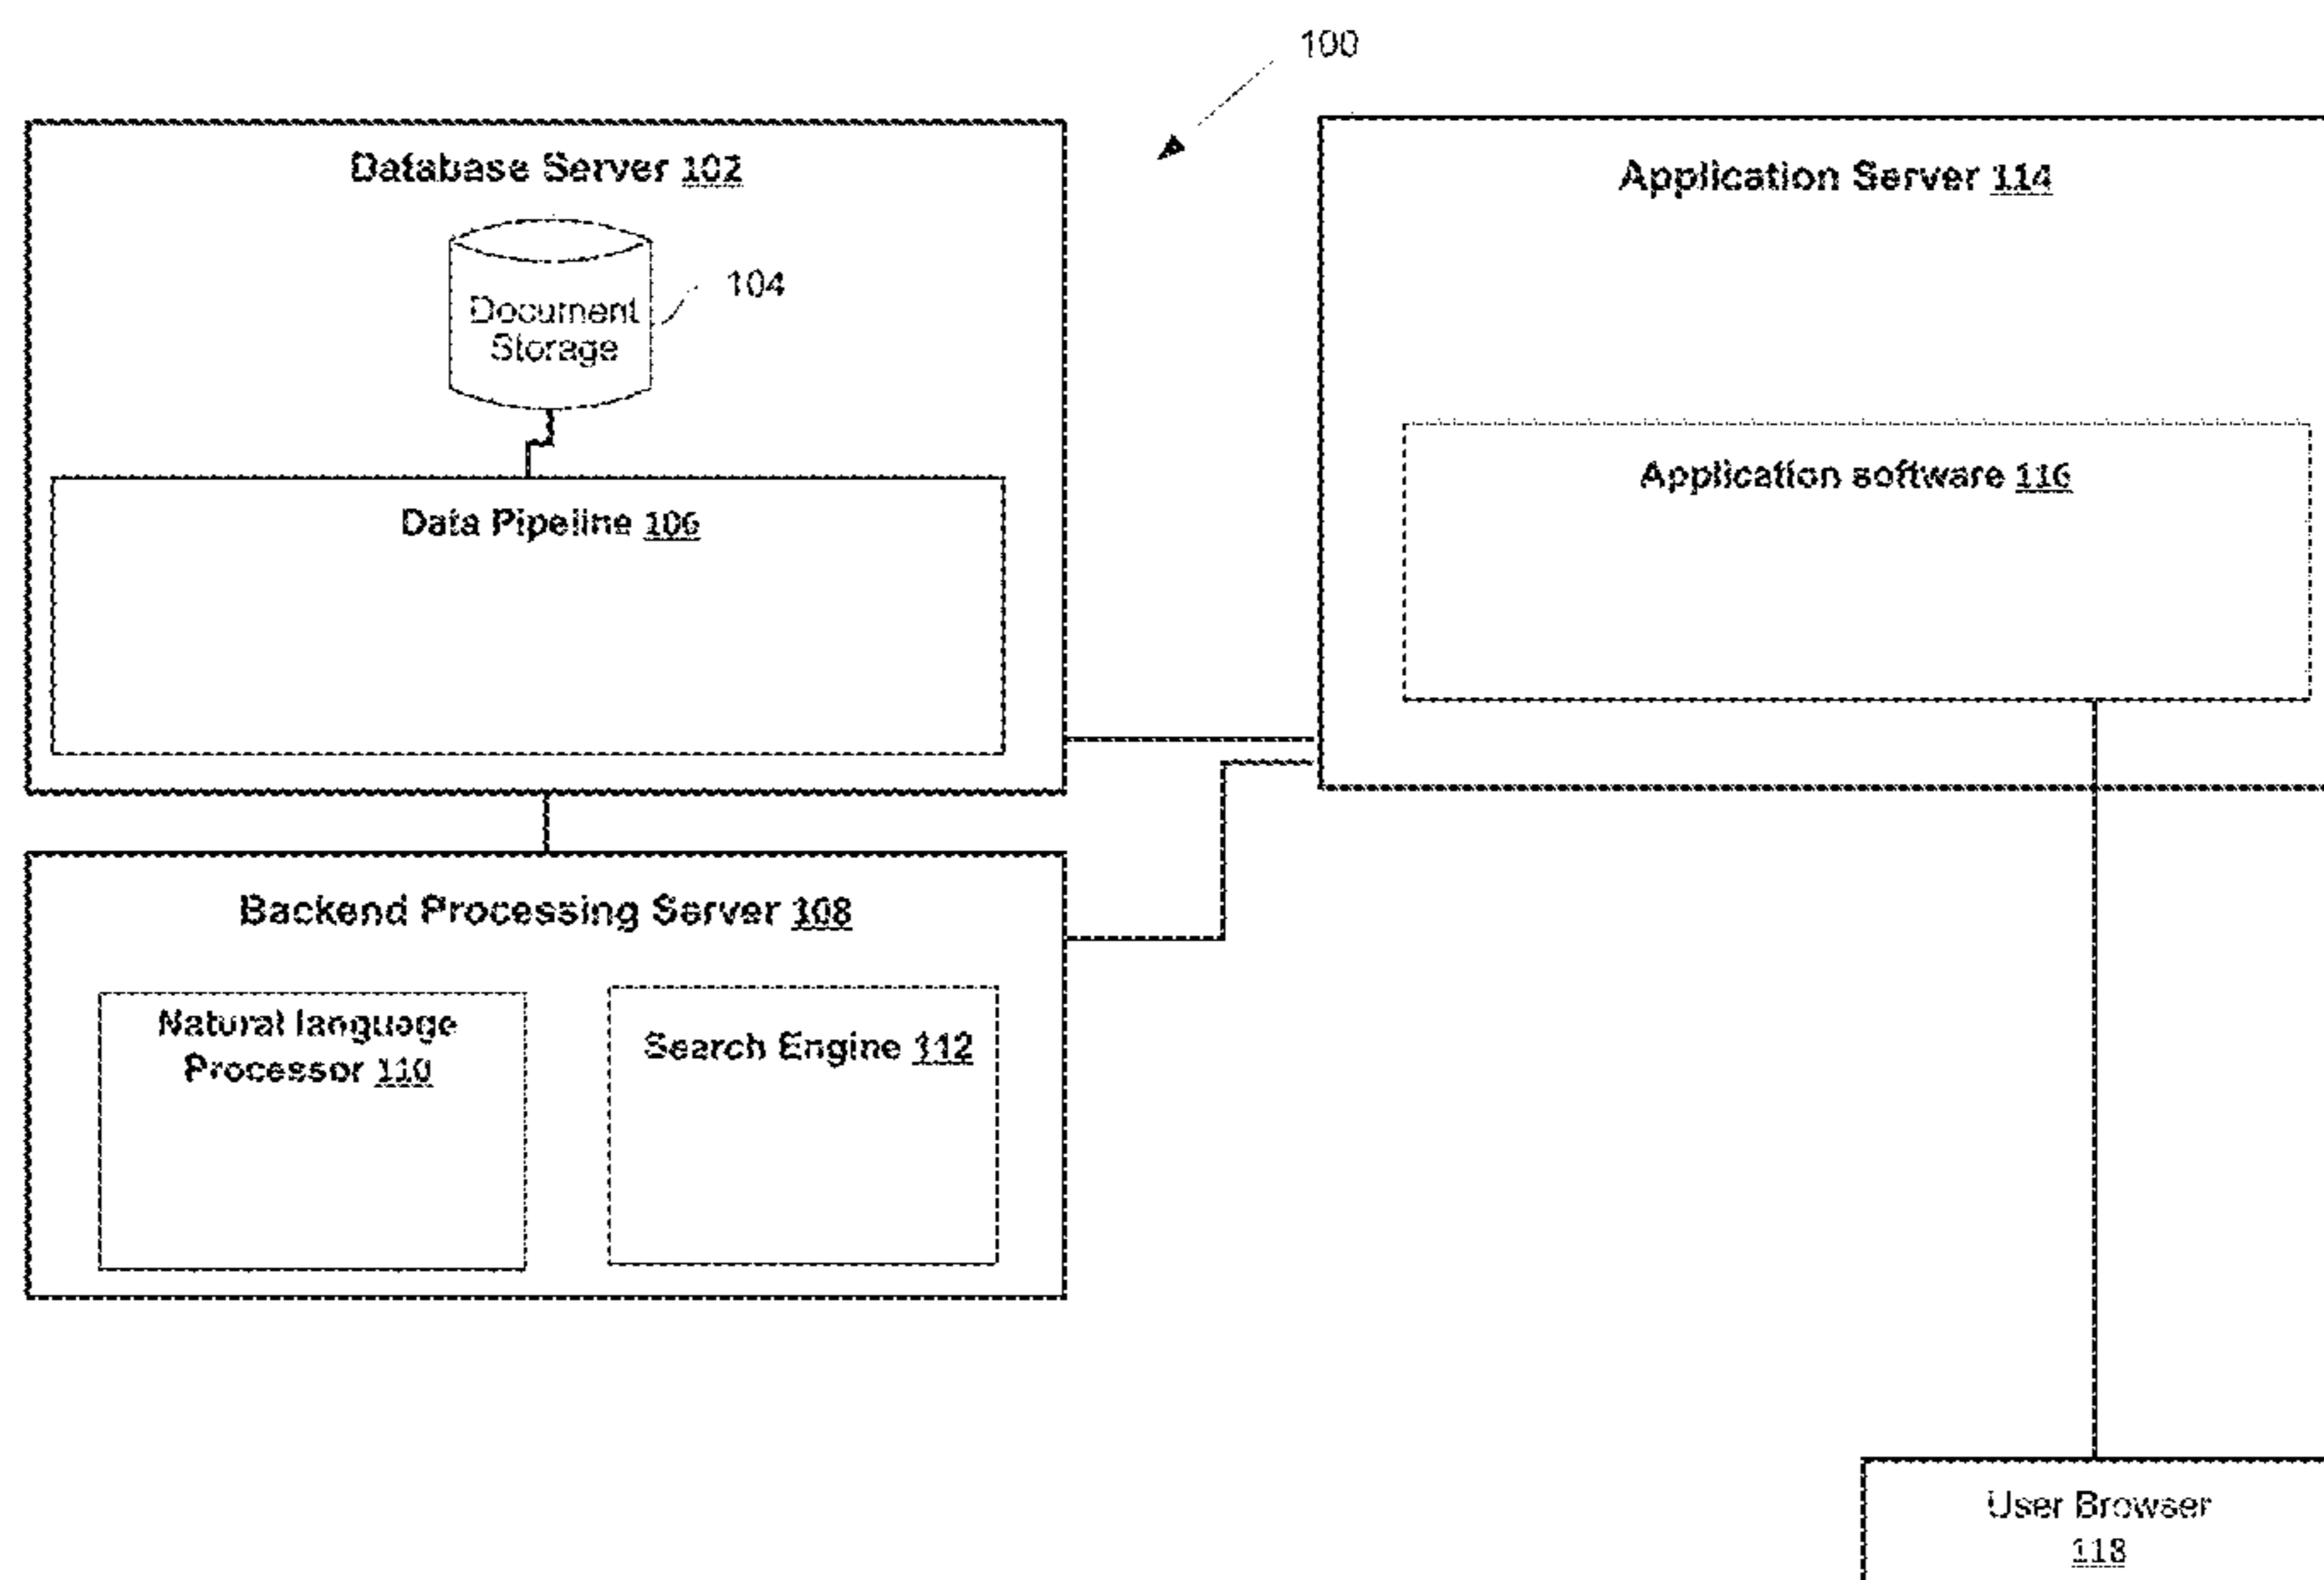 100
Database Server 102
Document
Storage
104
Data Pipeline 106
Application Server 114
Application software 116
Backend Processing Server 108
Natural language
Processor 110
Search Engine 112
User Browser
118